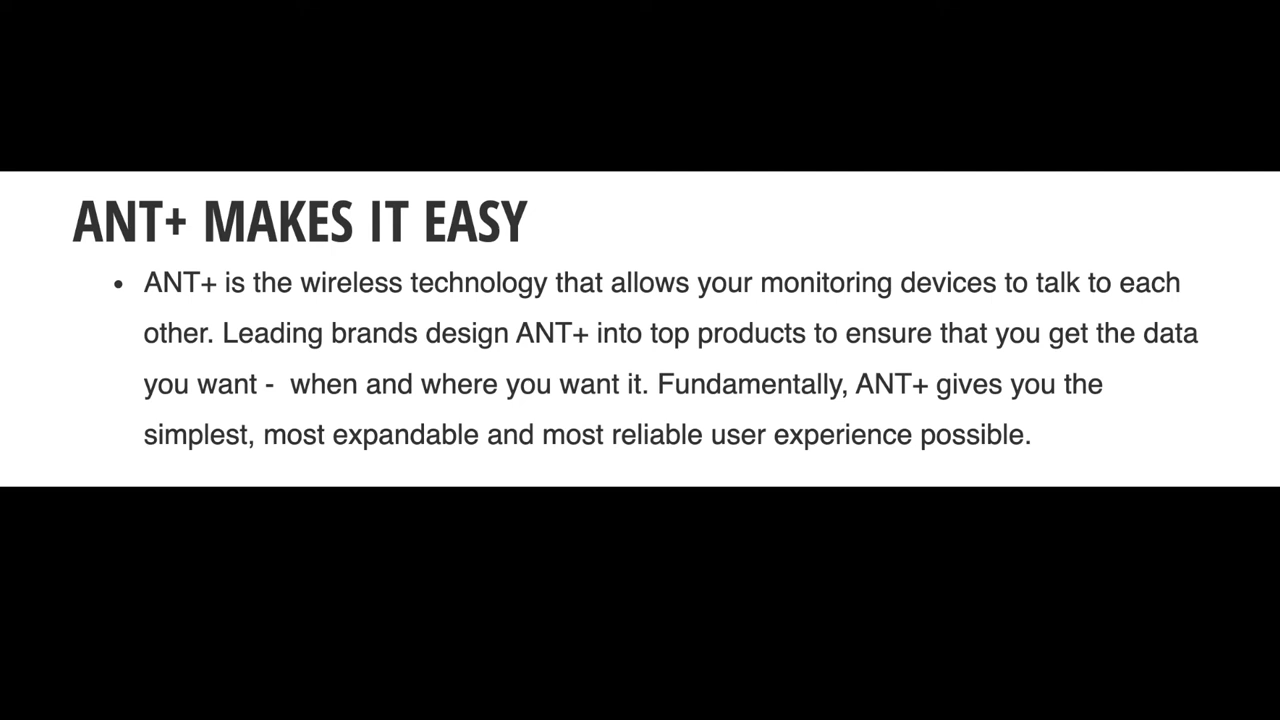 ANT+ MAKES IT EASY
• ANT+ is the wireless technology that allows your monitoring devices to talk to each
other. Leading brands design ANT+ into top products to ensure that you get the data
you want -  when and where you want it. Fundamentally, ANT+ gives you the
simplest, most expandable and most reliable user experience possible.